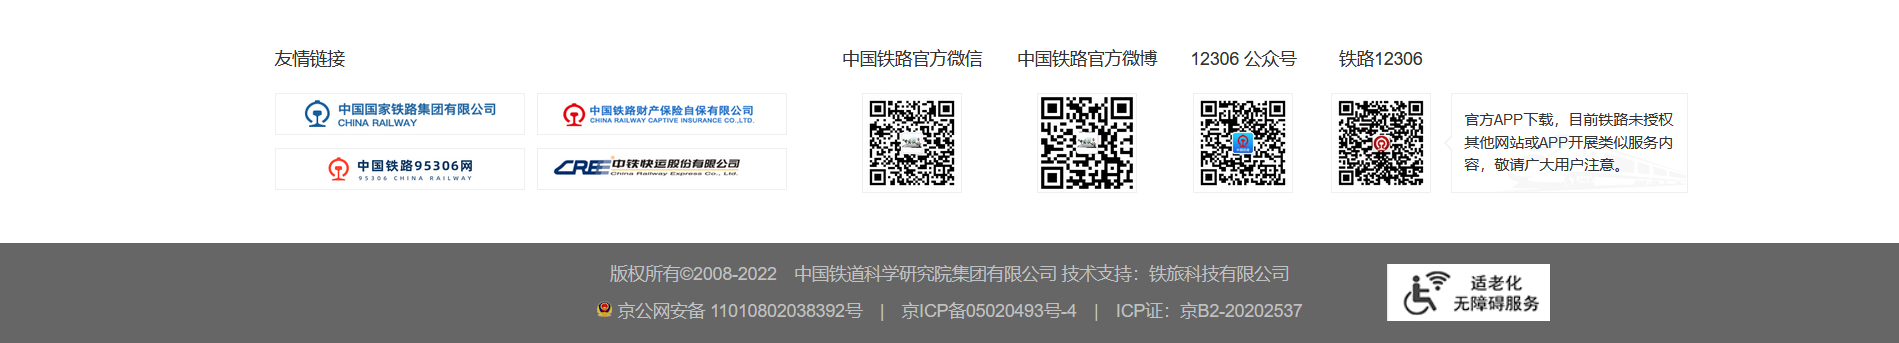 友情链接
中国国家铁路集团有限公司
CHINA RAILWAY
中国铁路财产保险自保有限公司
CHINA RAILWAY CAPTIVE INSURANCE CO.,LTD.
中国铁路95306网
95306 CHINA RAILWAY
CRE 中铁快运股份有限公司
China Railway Express Co., Ltd.
中国铁路官方微信
中国铁路官方微博
12306 公众号
铁路12306
官方APP下载，目前铁路未授权
其他网站或APP开展类似服务内
容，敬请广大用户注意。
版权所有©2008-2022 中国铁道科学研究院集团有限公司 技术支持：铁旅科技有限公司
京公网安备 11010802038392号 | 京ICP备05020493号-4 | ICP证：京B2-20202537
适老化
无障碍服务